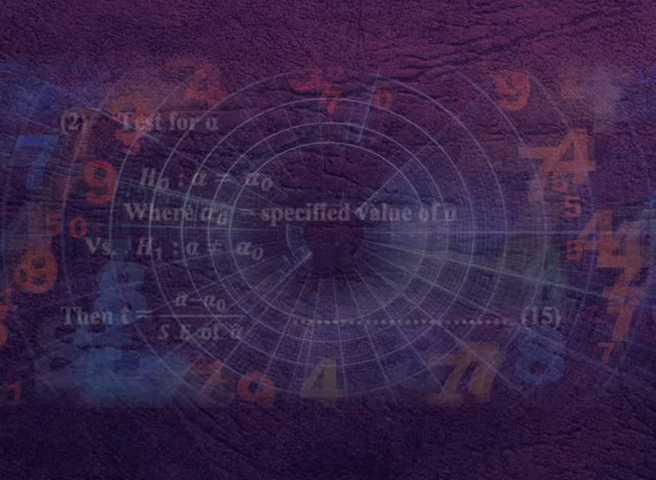 (2) Test for α
H₀ : α = α₀
Where α₀ = specified value of α
Vs. H₁ : α ≠ α₀
Then t = (α-α₀)/(S.E of α) ........................ (15)